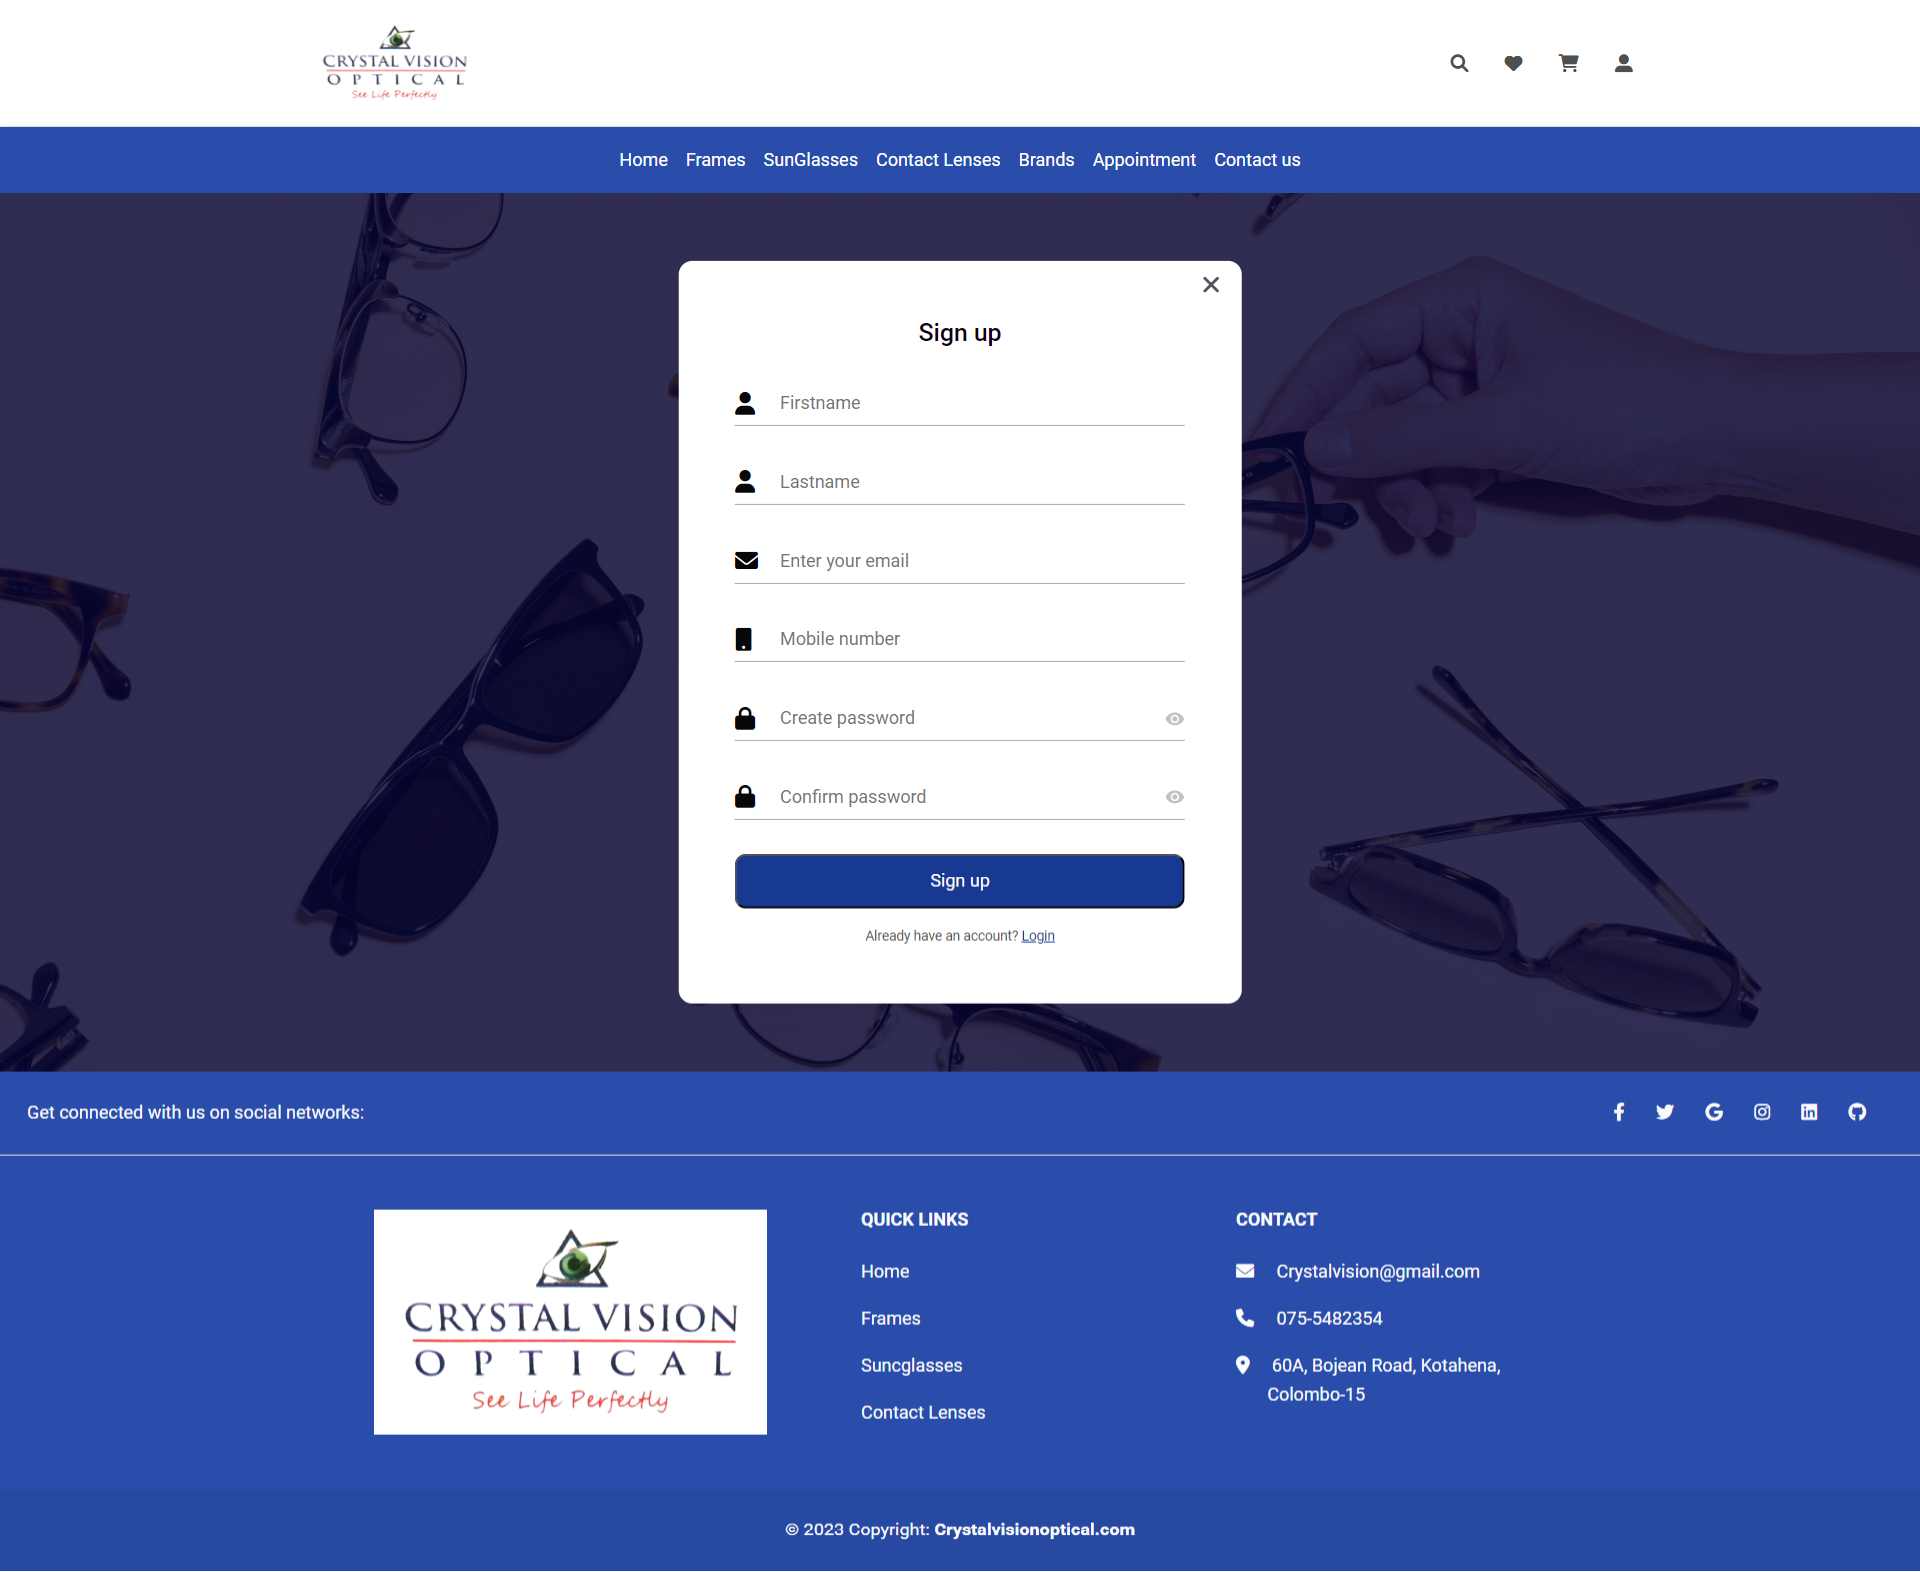 CRYSTAL VISION
OPTICAL
See Life Perfectly
Home Frames SunGlasses Contact Lenses Brands Appointment Contact us
Sign up
Firstname
Lastname
Enter your email
Mobile number
Create password
Confirm password
Sign up
Already have an account? Login
Get connected with us on social networks:
CRYSTAL VISION
OPTICAL
See Life Perfectly
QUICK LINKS
Home
Frames
Suncglasses
Contact Lenses
CONTACT
Crystalvision@gmail.com
075-5482354
60A, Bojean Road, Kotahena,
Colombo-15
© 2023 Copyright: Crystalvisionoptical.com